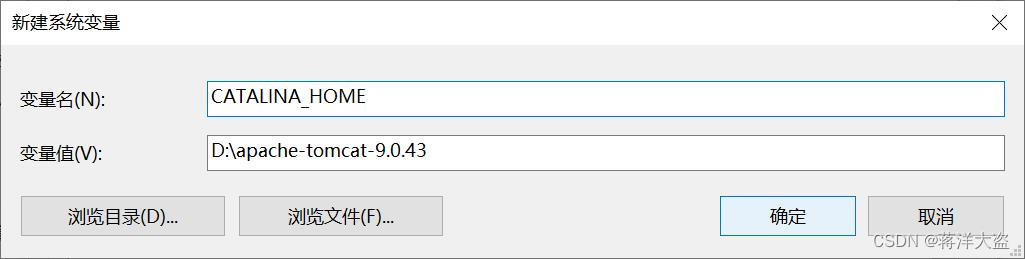 新建系统变量
变量名(N):
CATALINA_HOME
变量值(V):
D:\apache-tomcat-9.0.43
浏览目录(D)...
浏览文件(F)...
确定
取消
CSDN @蒋洋大盗